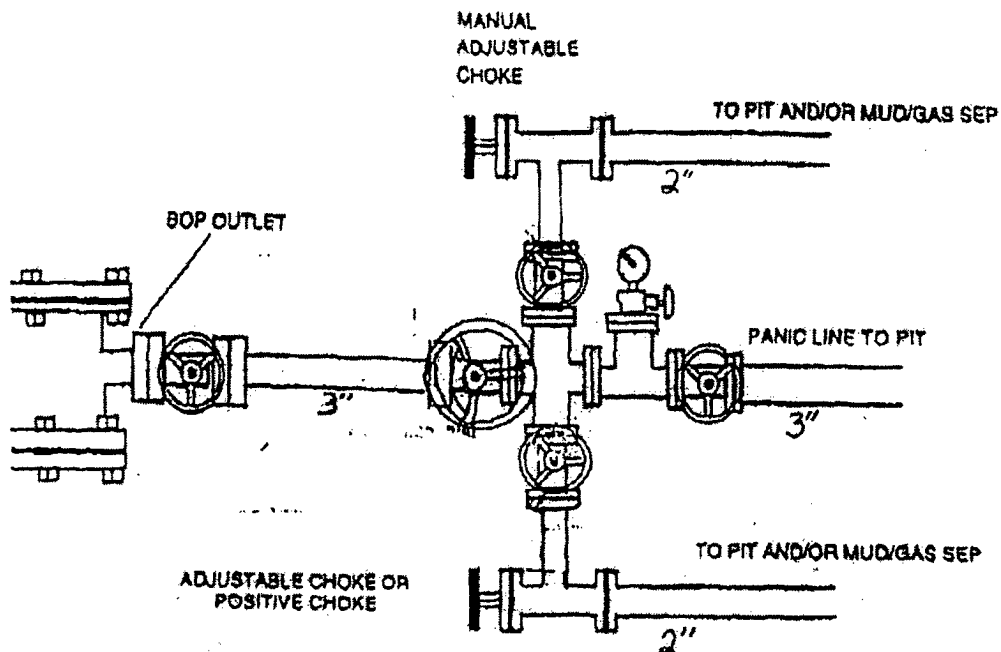 MANUAL
ADJUSTABLE
CHOKE
TO PIT AND/OR MUD/GAS SEP
2"
BOP OUTLET
PANIC LINE TO PIT
3"
3"
TO PIT AND/OR MUD/GAS SEP
ADJUSTABLE CHOKE OR
POSITIVE CHOKE
2"